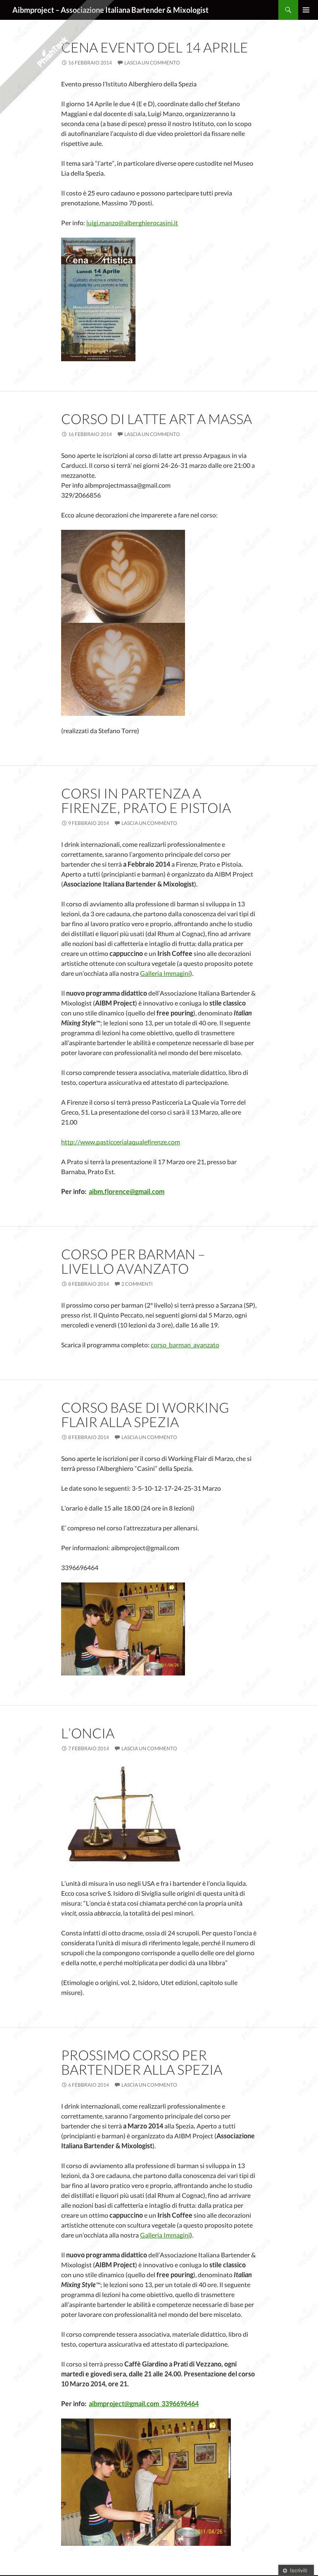 Aibmproject – Associazione Italiana Bartender & Mixologist
CENA EVENTO DEL 14 APRILE
16 FEBBRAIO 2014 LASCIA UN COMMENTO
Evento presso l'Istituto Alberghiero della Spezia
Il giorno 14 Aprile le due 4 (E e D), coordinate dallo chef Stefano
Maggiani e dal docente di sala, Luigi Manzo, organizzeranno la
seconda cena (a base di pesce) presso il nostro Istituto, con lo scopo
di autofinanziare l'acquisto di due video proiettori da fissare nelle
rispettive aule.
Il tema sarà "l'arte", in particolare diverse opere custodite nel Museo
Lia della Spezia.
Il costo è 25 euro cadauno e possono partecipare tutti previa
prenotazione. Massimo 70 posti.
Per info: luigi.manzo@alberghierocasini.it
Cena Artistica
Lunedì 14 Aprile
CORSO DI LATTE ART A MASSA
16 FEBBRAIO 2014 LASCIA UN COMMENTO
Sono aperte le iscrizioni al corso di latte art presso Arpagaus in via
Carducci. Il corso si terrà' nei giorni 24-26-31 marzo dalle ore 21:00 a
mezzanotte.
Per info aibmprojectmassa@gmail.com
329/2066856
Ecco alcune decorazioni che imparerete a fare nel corso:
(realizzati da Stefano Torre)
CORSI IN PARTENZA A
FIRENZE, PRATO E PISTOIA
9 FEBBRAIO 2014 LASCIA UN COMMENTO
I drink internazionali, come realizzarli professionalmente e
correttamente, saranno l'argomento principale del corso per
bartender che si terrà a Febbraio 2014 a Firenze, Prato e Pistoia.
Aperto a tutti (principianti e barman) è organizzato da AIBM Project
(Associazione Italiana Bartender & Mixologist).
Il corso di avviamento alla professione di barman si sviluppa in 13
lezioni, da 3 ore cadauna, che partono dalla conoscenza dei vari tipi di
bar che si possono incontrare durante la professione, allo studio sugli
distillati e liquori più usati (dal Rhum al Cognac), fino ad arrivare
alle nozioni basi di caffetteria e intaglio di frutta: dalla crema per
creare un ottimo cappuccino e un Irish Coffee sino alle decorazioni
artistiche ottenute con scultura vegetale (a questo proposito potete
dare un'occhiata alla nostra Galleria Immagini).
Il nuovo programma didattico dell'Associazione Italiana Bartender &
Mixologist (AIBM Project) è innovativo e coniuga lo stile classico
con uno stile dinamico (quello del free pouring), denominato Italian
Mixing Style™; le lezioni sono 13, per un totale di 40 ore. Il seguente
programma di lezioni ha come obiettivo, quello di trasmettere
all'aspirante bartender le abilità e competenze necessarie di base per
poter lavorare con professionalità nel mondo del bere miscelato.
Il corso comprende tessera associativa, materiale didattico, libro di
testo, copertura assicurativa ed attestato di partecipazione.
A Firenze il corso si terrà presso Pasticceria La Quale via Torre del
Greco, 51. La presentazione del corso ci sarà il 13 Marzo, alle ore
21.00
http://www.pasticcerialaqualefirenze.com
A Prato si terrà la presentazione il 17 Marzo ore 21, presso bar
Barnaba, Prato Est.
Per info: aibm.florence@gmail.com
CORSO PER BARMAN –
LIVELLO AVANZATO
8 FEBBRAIO 2014 2 COMMENTI
Il prossimo corso per barman (2° livello) si terrà presso a Sarzana (SP),
presso rist. Il Quinto Peccato, nei seguenti giorni dal 5 Marzo, ogni
mercoledì e venerdì (10 lezioni da 3 ore), dalle 16 alle 19.
Scarica il programma completo: corso_barman_avanzato
CORSO BASE DI WORKING
FLAIR ALLA SPEZIA
8 FEBBRAIO 2014 LASCIA UN COMMENTO
Sono aperte le iscrizioni per il corso di Working Flair di Marzo, che si
terrà presso l'Alberghiero "Casini" della Spezia.
Le date sono le seguenti: 3-5-10-12-17-24-25-31 Marzo
L'orario è dalle 15 alle 18.00 (24 ore in 8 lezioni)
E' compreso nel corso l'attrezzatura per allenarsi.
Per informazioni: aibmproject@gmail.com
3396696464
L'ONCIA
7 FEBBRAIO 2014 LASCIA UN COMMENTO
L'unità di misura in uso negli USA e fra i bartender è l'oncia liquida.
Ecco cosa scrive S. Isidoro di Siviglia sulle origini di questa unità di
misura: "L'oncia è stata così chiamata perché con la propria unità
vincit, ossia abbraccia, la totalità dei pesi minori.
Consta infatti di otto dracme, ossia di 24 scrupoli. Per questo l'oncia è
considerata l'unità di misura di riferimento legale, perché il numero di
scrupoli che la compongono corrisponde a quello delle ore del giorno
e della notte, e perché moltiplicata per dodici dà una libbra"
(Etimologie o origini, vol. 2, Isidoro, Utet edizioni, capitolo sulle
misure).
PROSSIMO CORSO PER
BARTENDER ALLA SPEZIA
6 FEBBRAIO 2014 LASCIA UN COMMENTO
I drink internazionali, come realizzarli professionalmente e
correttamente, saranno l'argomento principale del corso per
bartender che si terrà a Marzo 2014 alla Spezia. Aperto a tutti
(principianti e barman) è organizzato da AIBM Project (Associazione
Italiana Bartender & Mixologist).
Il corso di avviamento alla professione di barman si sviluppa in 13
lezioni, da 3 ore cadauna, che partono dalla conoscenza dei vari tipi di
bar che si possono incontrare durante la professione, allo studio sugli
distillati e liquori più usati (dal Rhum al Cognac), fino ad arrivare
alle nozioni basi di caffetteria e intaglio di frutta: dalla crema per
creare un ottimo cappuccino e un Irish Coffee sino alle decorazioni
artistiche ottenute con scultura vegetale (a questo proposito potete
dare un'occhiata alla nostra Galleria Immagini).
Il nuovo programma didattico dell'Associazione Italiana Bartender &
Mixologist (AIBM Project) è innovativo e coniuga lo stile classico
con uno stile dinamico (quello del free pouring), denominato Italian
Mixing Style™; le lezioni sono 13, per un totale di 40 ore. Il seguente
programma di lezioni ha come obiettivo, quello di trasmettere
all'aspirante bartender le abilità e competenze necessarie di base per
poter lavorare con professionalità nel mondo del bere miscelato.
Il corso comprende tessera associativa, materiale didattico, libro di
testo, copertura assicurativa ed attestato di partecipazione.
Il corso si terrà presso Caffè Giardino a Prati di Vezzano, ogni
martedì e giovedì sera, dalle 21 alle 24.00. Presentazione del corso
10 Marzo 2014, ore 21.
Per info: aibmproject@gmail.com 3396696464
Iscriviti